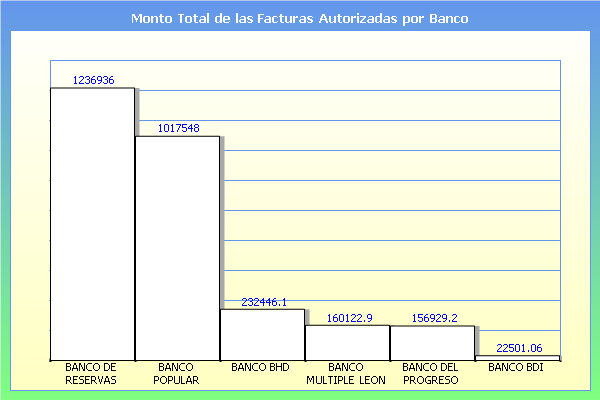 Monto Total de las Facturas Autorizadas por Banco
1236936
1017548
232446.1
160122.9
156929.2
22501.06
BANCO DE
RESERVAS
BANCO
POPULAR
BANCO BHD
BANCO
MULTIPLE LEON
BANCO DEL
PROGRESO
BANCO BDI